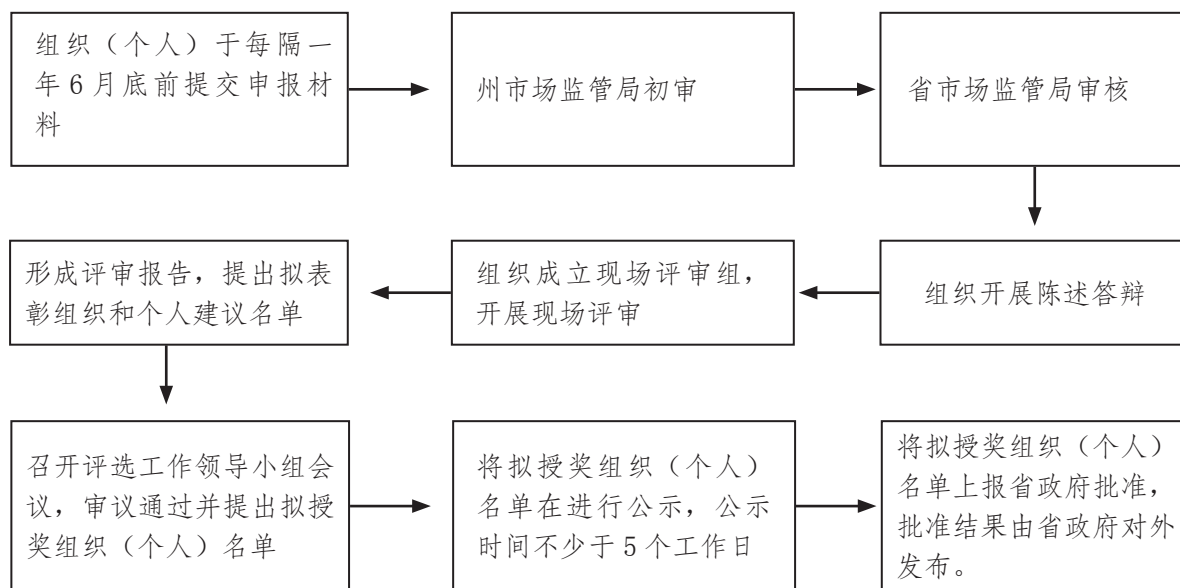 组织（个人）于每隔一
年6月底前提交申报材
料
州市场监管局初审
省市场监管局审核
组织开展陈述答辩
组织成立现场评审组，
开展现场评审
形成评审报告，提出拟表
彰组织和个人建议名单
召开评选工作领导小组会
议，审议通过并提出拟授
奖组织（个人）名单
将拟授奖组织（个人）
名单在进行公示，公示
时间不少于5个工作日
将拟授奖组织（个人）
名单上报省政府批准，
批准结果由省政府对外
发布。